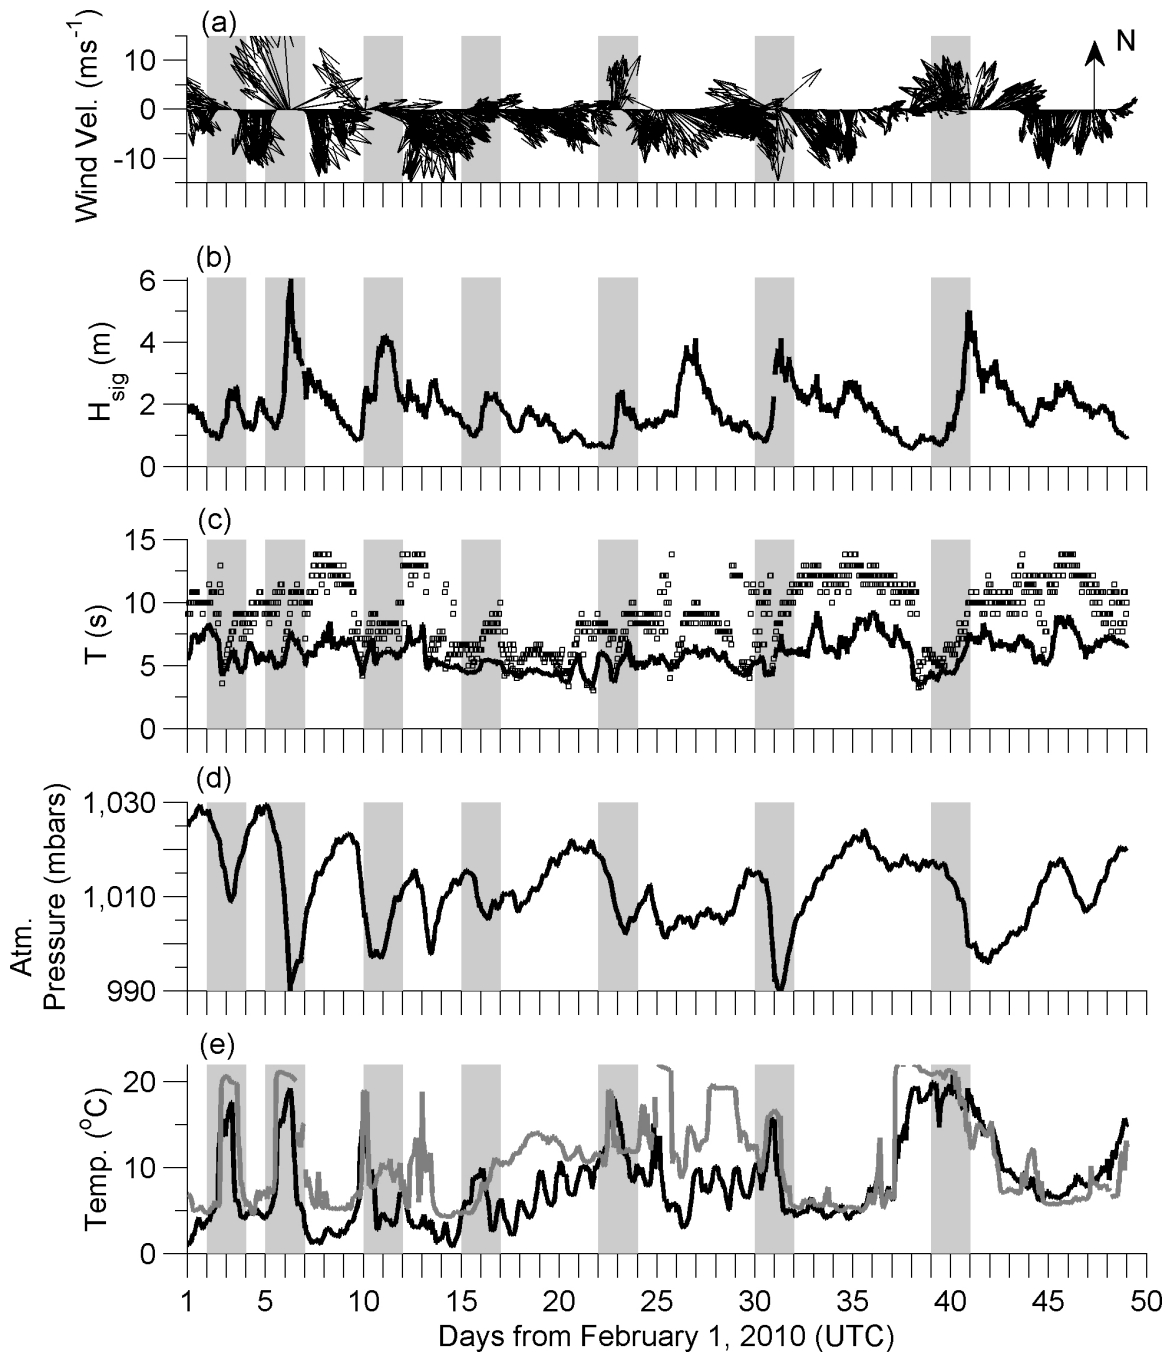 (a)
Wind Vel. (ms-1)
10
0
-10
N
(b)
Hsig (m)
6
4
2
0
(c)
T (s)
15
10
5
0
(d)
Atm.
Pressure (mbars)
1,030
1,010
990
(e)
Temp. (oC)
20
10
0
1 5 10 15 20 25 30 35 40 45 50
Days from February 1, 2010 (UTC)